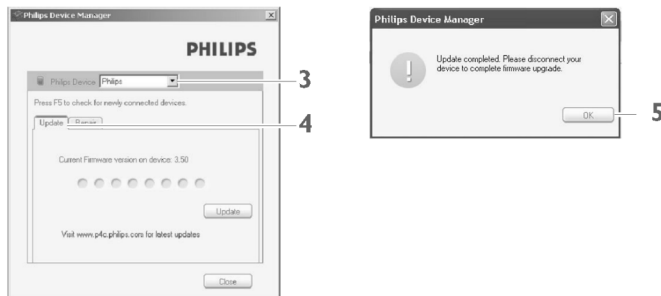 Philips Device Manager
PHILIPS
Philips Device: Philips
3
Press F5 to check for newly connected devices.
Update Repair
4
Current Firmware version on device: 3.50
Update
Visit www.p4c.philips.com for latest updates
Close
Philips Device Manager
Update completed. Please disconnect your
device to complete firmware upgrade.
OK
5